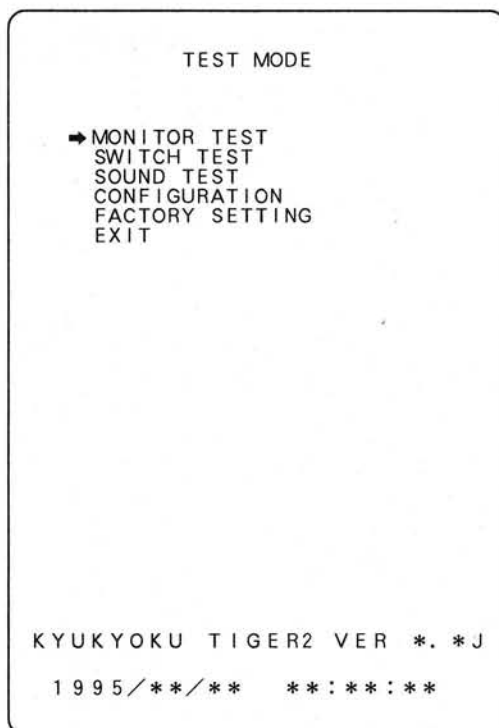 TEST MODE
➡MONITOR TEST
SWITCH TEST
SOUND TEST
CONFIGURATION
FACTORY SETTING
EXIT
KYUKYOKU TIGER2 VER *. *J
1995/**/** **:**:**